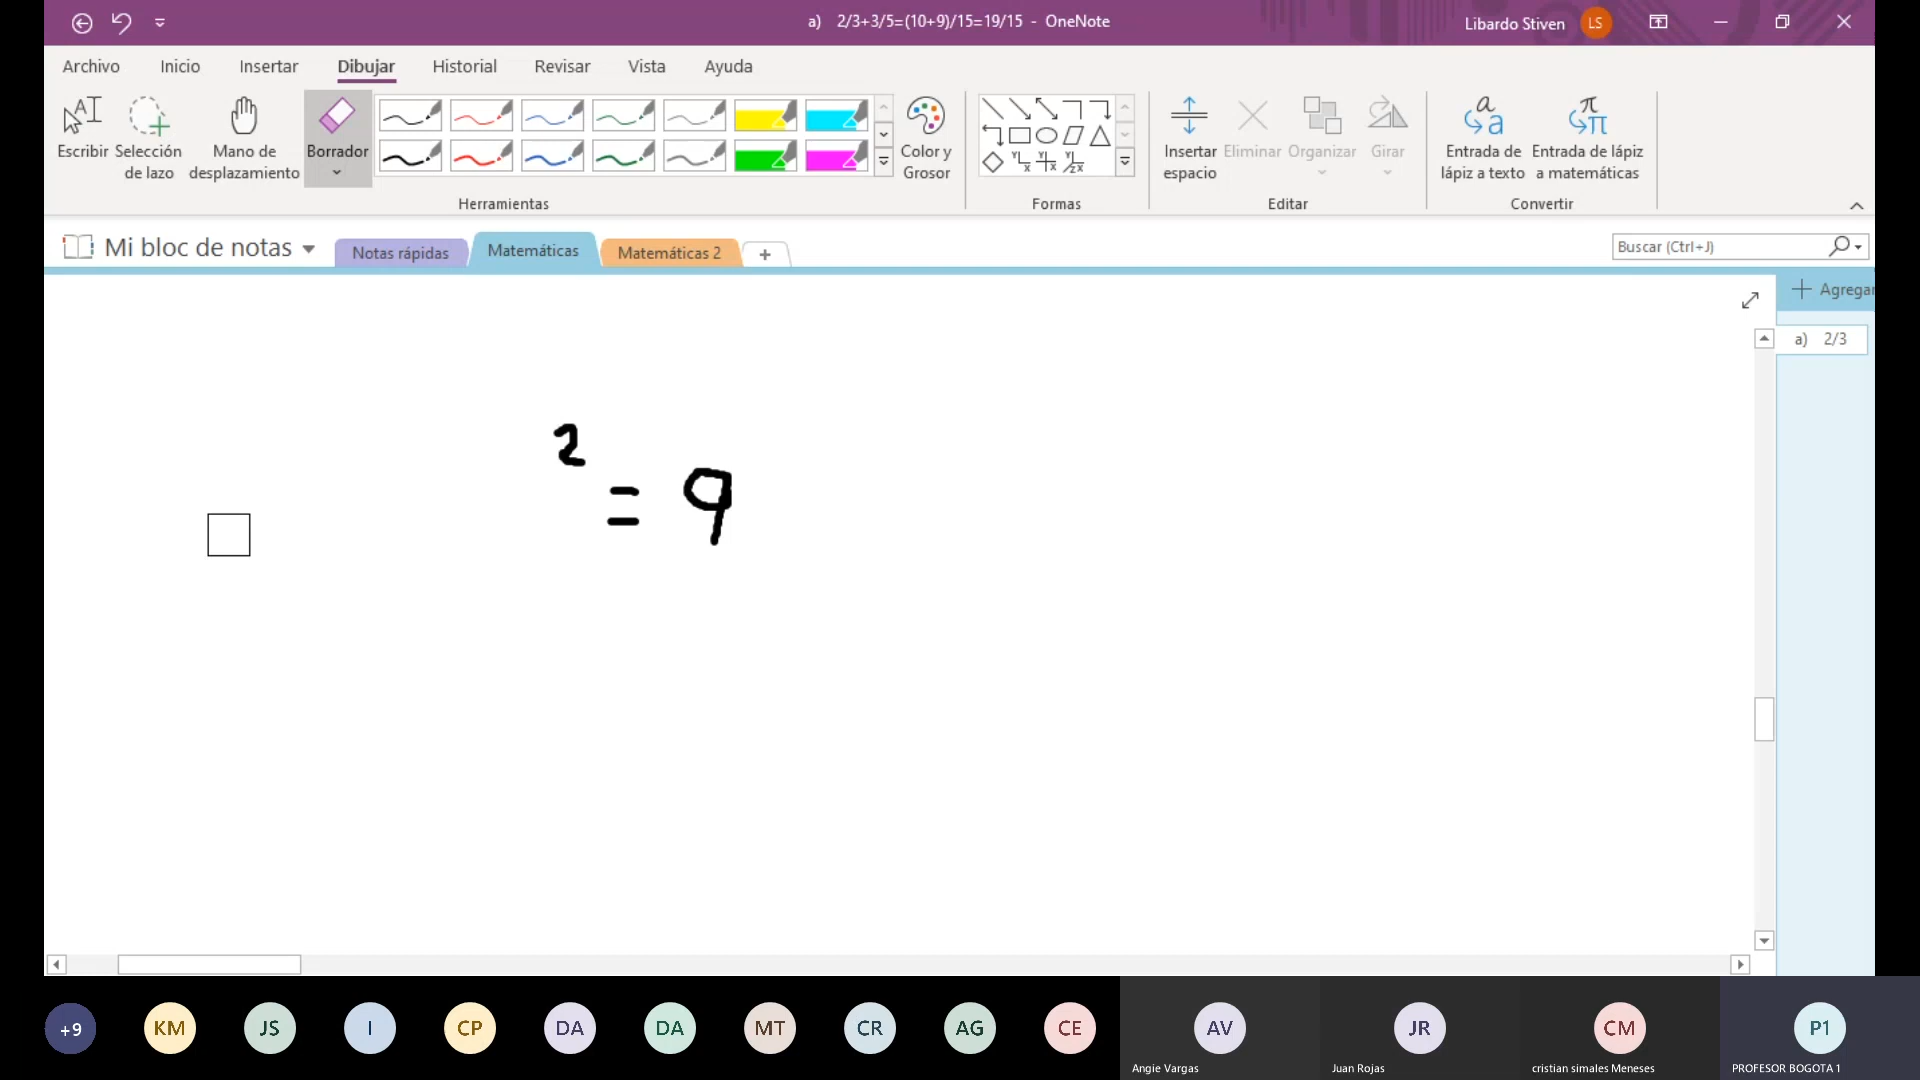 a) 2/3+3/5=(10+9)/15=19/15 - OneNote
Libardo Stiven LS
Archivo Inicio Insertar Dibujar Historial Revisar Vista Ayuda
Escribir
Selección de lazo
Mano de desplazamiento
Borrador
Color y Grosor
Insertar espacio
Eliminar
Organizar
Girar
Entrada de lápiz a texto
Entrada de lápiz a matemáticas
Herramientas
Formas
Editar
Convertir
Mi bloc de notas
Notas rápidas
Matemáticas
Matemáticas 2
Buscar (Ctrl+J)
Agregar
a) 2/3
2
= 9
+9 KM JS I CP DA DA MT CR AG CE AV JR CM P1
Angie Vargas
Juan Rojas
cristian simales Meneses
PROFESOR BOGOTA 1